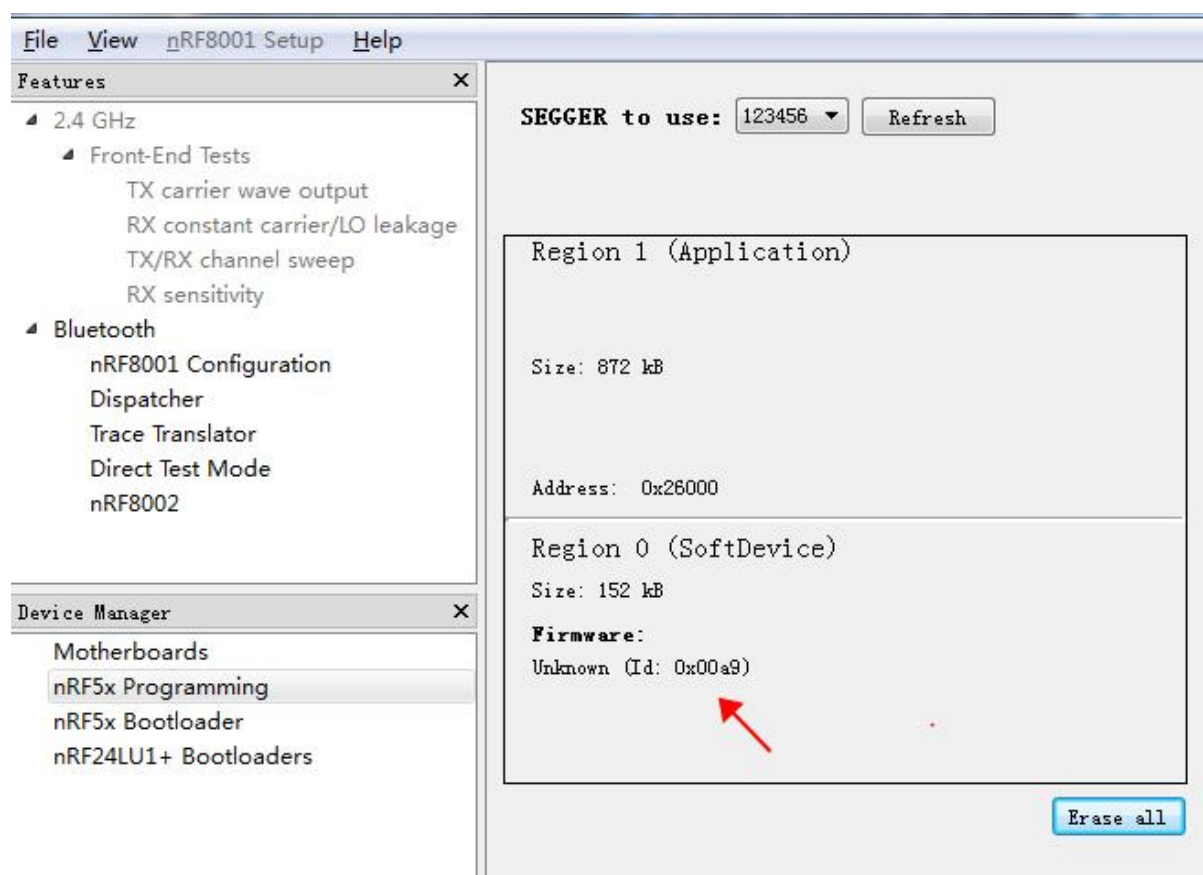 File View nRF8001 Setup Help
Features
2.4 GHz
Front-End Tests
TX carrier wave output
RX constant carrier/LO leakage
TX/RX channel sweep
RX sensitivity
Bluetooth
nRF8001 Configuration
Dispatcher
Trace Translator
Direct Test Mode
nRF8002
Device Manager
Motherboards
nRF5x Programming
nRF5x Bootloader
nRF24LU1+ Bootloaders
SEGGER to use: 123456 Refresh
Region 1 (Application)
Size: 872 kB
Address: 0x26000
Region 0 (SoftDevice)
Size: 152 kB
Firmware:
Unknown (Id: 0x00a9)
Erase all